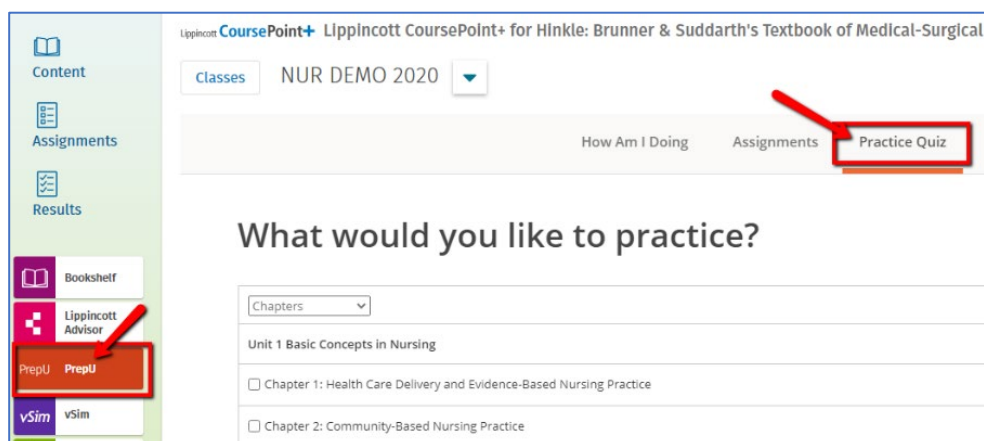 Lippincott CoursePoint+ Lippincott CoursePoint+ for Hinkle: Brunner & Suddarth's Textbook of Medical-Surgical
Content
Assignments
Results
Bookshelf
Lippincott
Advisor
PrepU PrepU
vSim vSim
Classes NUR DEMO 2020
How Am I Doing Assignments Practice Quiz
What would you like to practice?
Chapters
Unit 1 Basic Concepts in Nursing
Chapter 1: Health Care Delivery and Evidence-Based Nursing Practice
Chapter 2: Community-Based Nursing Practice